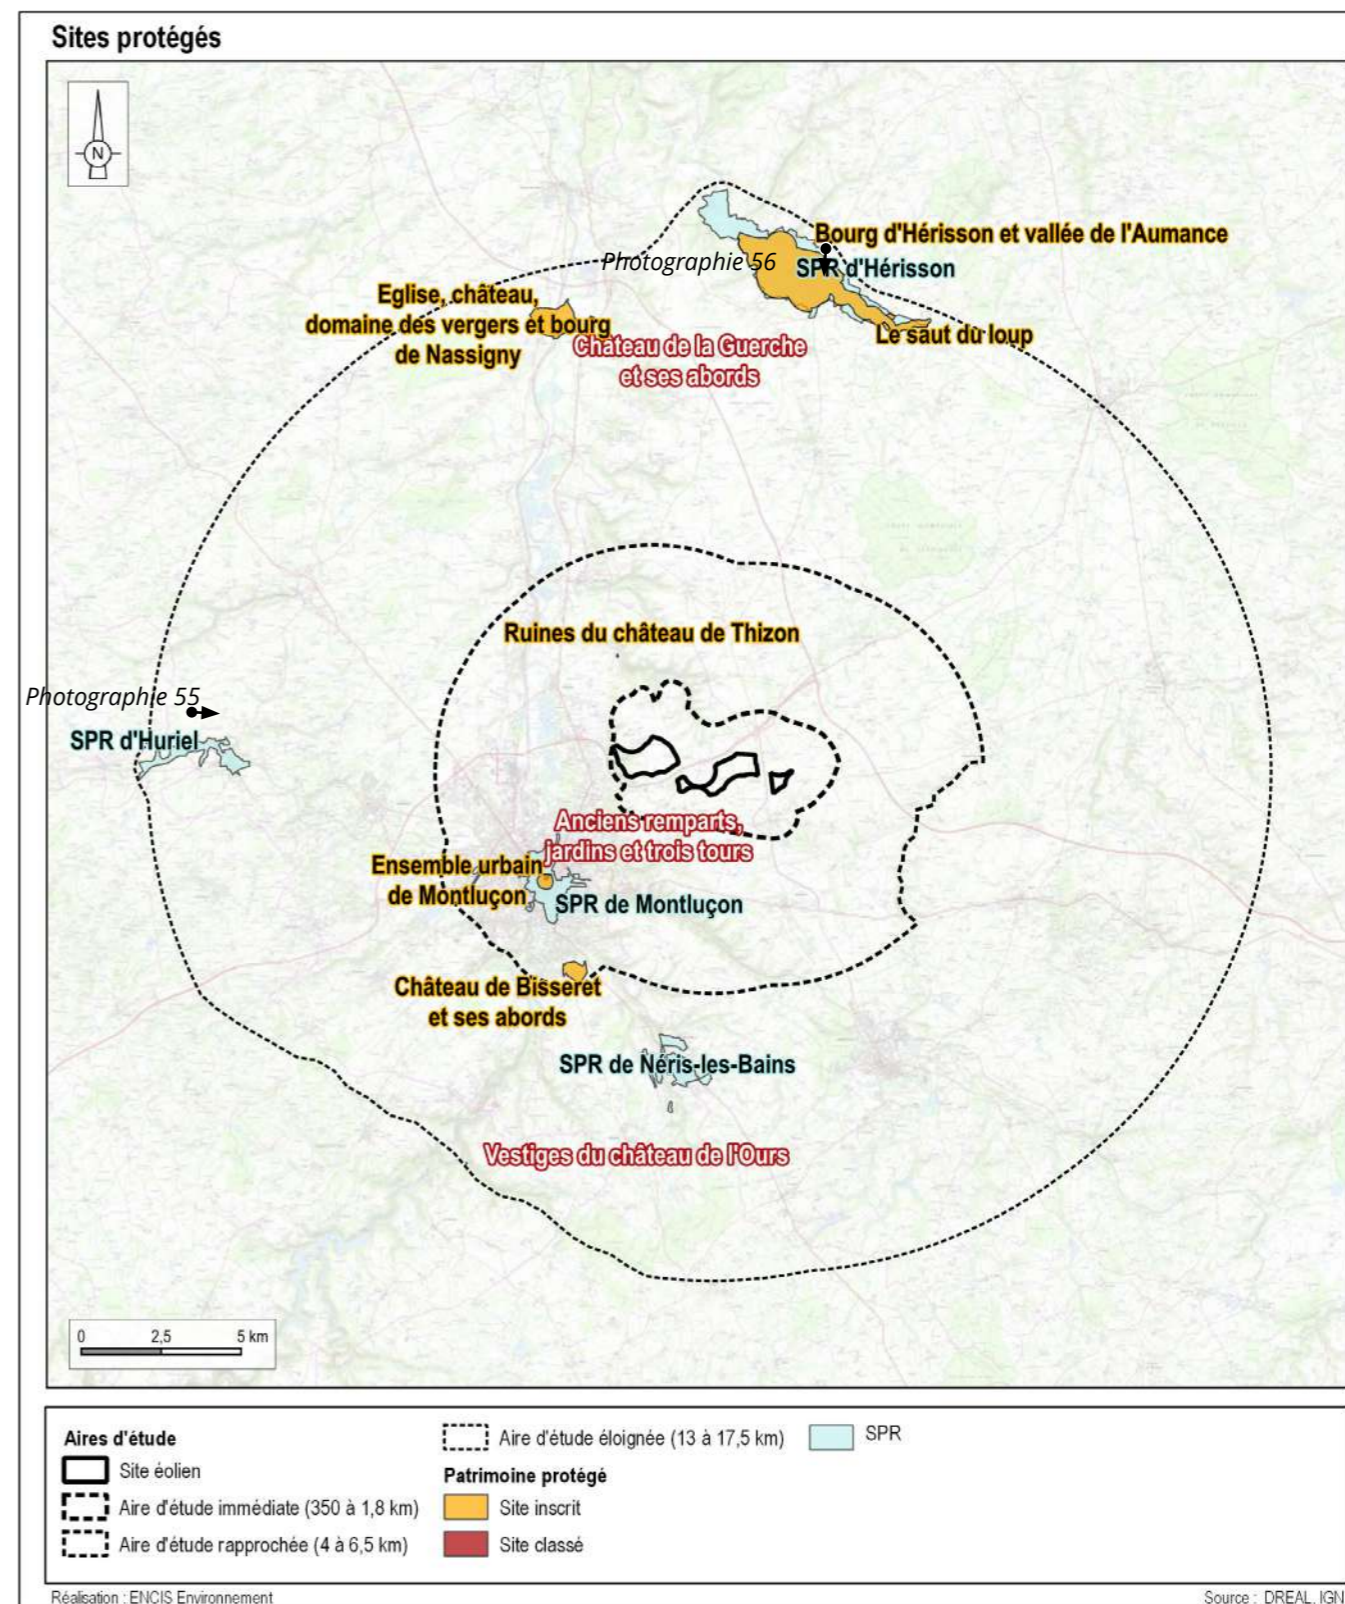 Sites protégés
N
Bourg d'Hérisson et vallée de l'Aumance
Photographie 56
SPR d'Hérisson
Eglise, château,
domaine des vergers et bourg
de Nassigny
Le saut du loup
Château de la Guerche
et ses abords
Ruines du château de Thizon
Photographie 55
SPR d'Huriel
Anciens remparts,
jardins et trois tours
Ensemble urbain
de Montluçon
SPR de Montluçon
Château de Bisseret
et ses abords
SPR de Néris-les-Bains
Vestiges du château de l'Ours
0 2,5 5 km
Aires d'étude
Site éolien
Aire d'étude immédiate (350 à 1,8 km)
Aire d'étude rapprochée (4 à 6,5 km)
Aire d'étude éloignée (13 à 17,5 km)
Patrimoine protégé
Site inscrit
Site classé
SPR
Réalisation : ENCIS Environnement
Source : DREAL, IGN